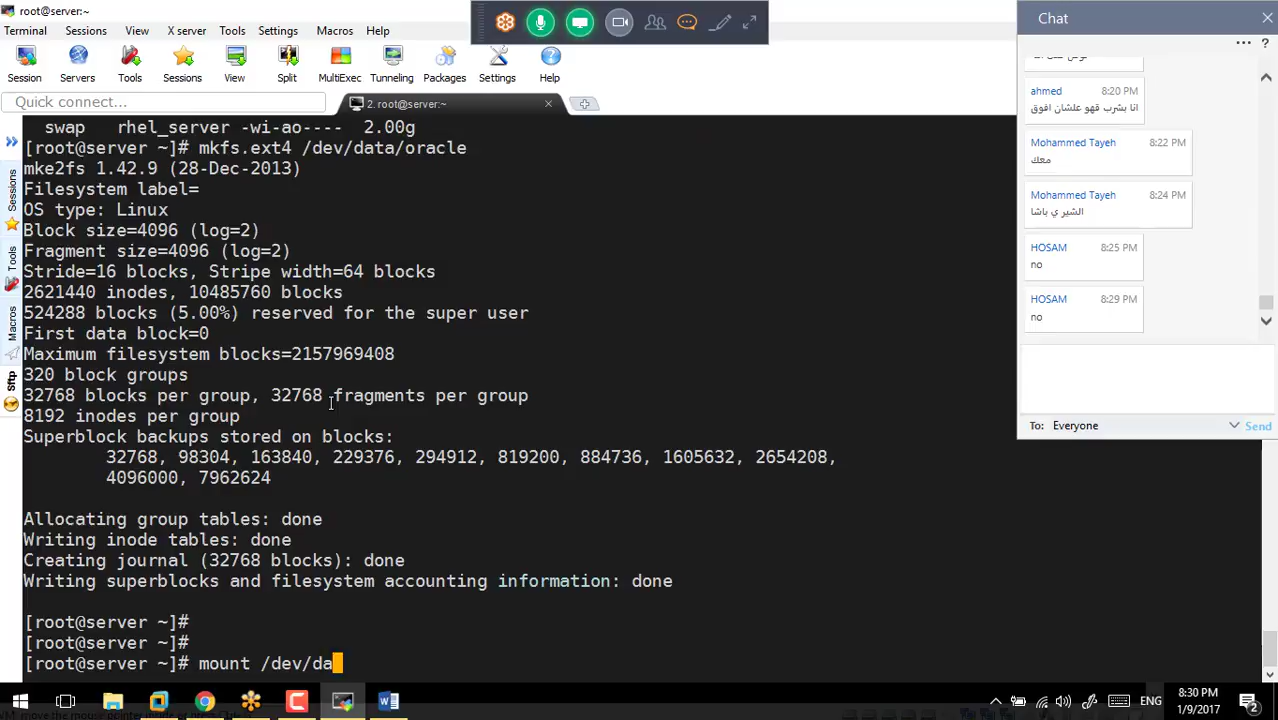 root@server:~
Terminal Sessions View X server Tools Settings Macros Help
Session Servers Tools Sessions View Split MultiExec Tunneling Packages Settings Help
Quick connect...
2. root@server:~
Sessions
Tools
Macros
Sftp
swap rhel_server -wi-ao---- 2.00g
[root@server ~]# mkfs.ext4 /dev/data/oracle
mke2fs 1.42.9 (28-Dec-2013)
Filesystem label=
OS type: Linux
Block size=4096 (log=2)
Fragment size=4096 (log=2)
Stride=16 blocks, Stripe width=64 blocks
2621440 inodes, 10485760 blocks
524288 blocks (5.00%) reserved for the super user
First data block=0
Maximum filesystem blocks=2157969408
320 block groups
32768 blocks per group, 32768 fragments per group
8192 inodes per group
Superblock backups stored on blocks:
32768, 98304, 163840, 229376, 294912, 819200, 884736, 1605632, 2654208,
4096000, 7962624
Allocating group tables: done
Writing inode tables: done
Creating journal (32768 blocks): done
Writing superblocks and filesystem accounting information: done
[root@server ~]#
[root@server ~]#
[root@server ~]# mount /dev/da
Chat
ahmed 8:20 PM
انا بشرب قهو علشان افوق
Mohammed Tayeh 8:22 PM
معك
Mohammed Tayeh 8:24 PM
الشير ي باشا
HOSAM 8:25 PM
no
HOSAM 8:29 PM
no
To: Everyone Send
ENG
8:30 PM
1/9/2017
2